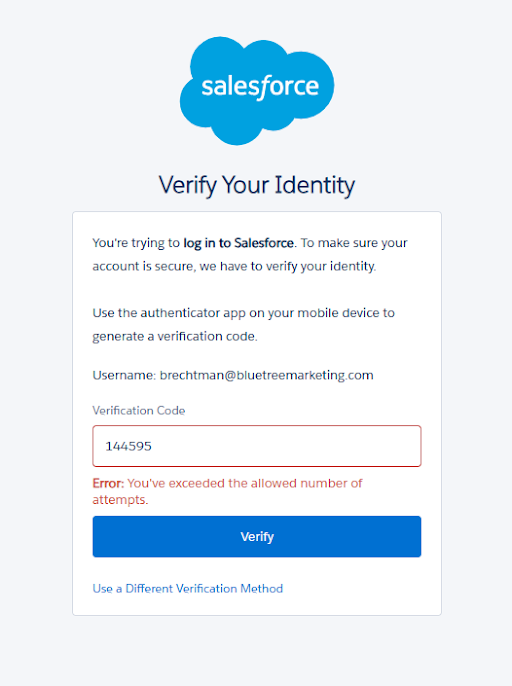 salesforce
Verify Your Identity
You're trying to log in to Salesforce. To make sure your
account is secure, we have to verify your identity.
Use the authenticator app on your mobile device to
generate a verification code.
Username: brechtman@bluetreemarketing.com
Verification Code
144595
Error: You've exceeded the allowed number of
attempts.
Verify
Use a Different Verification Method